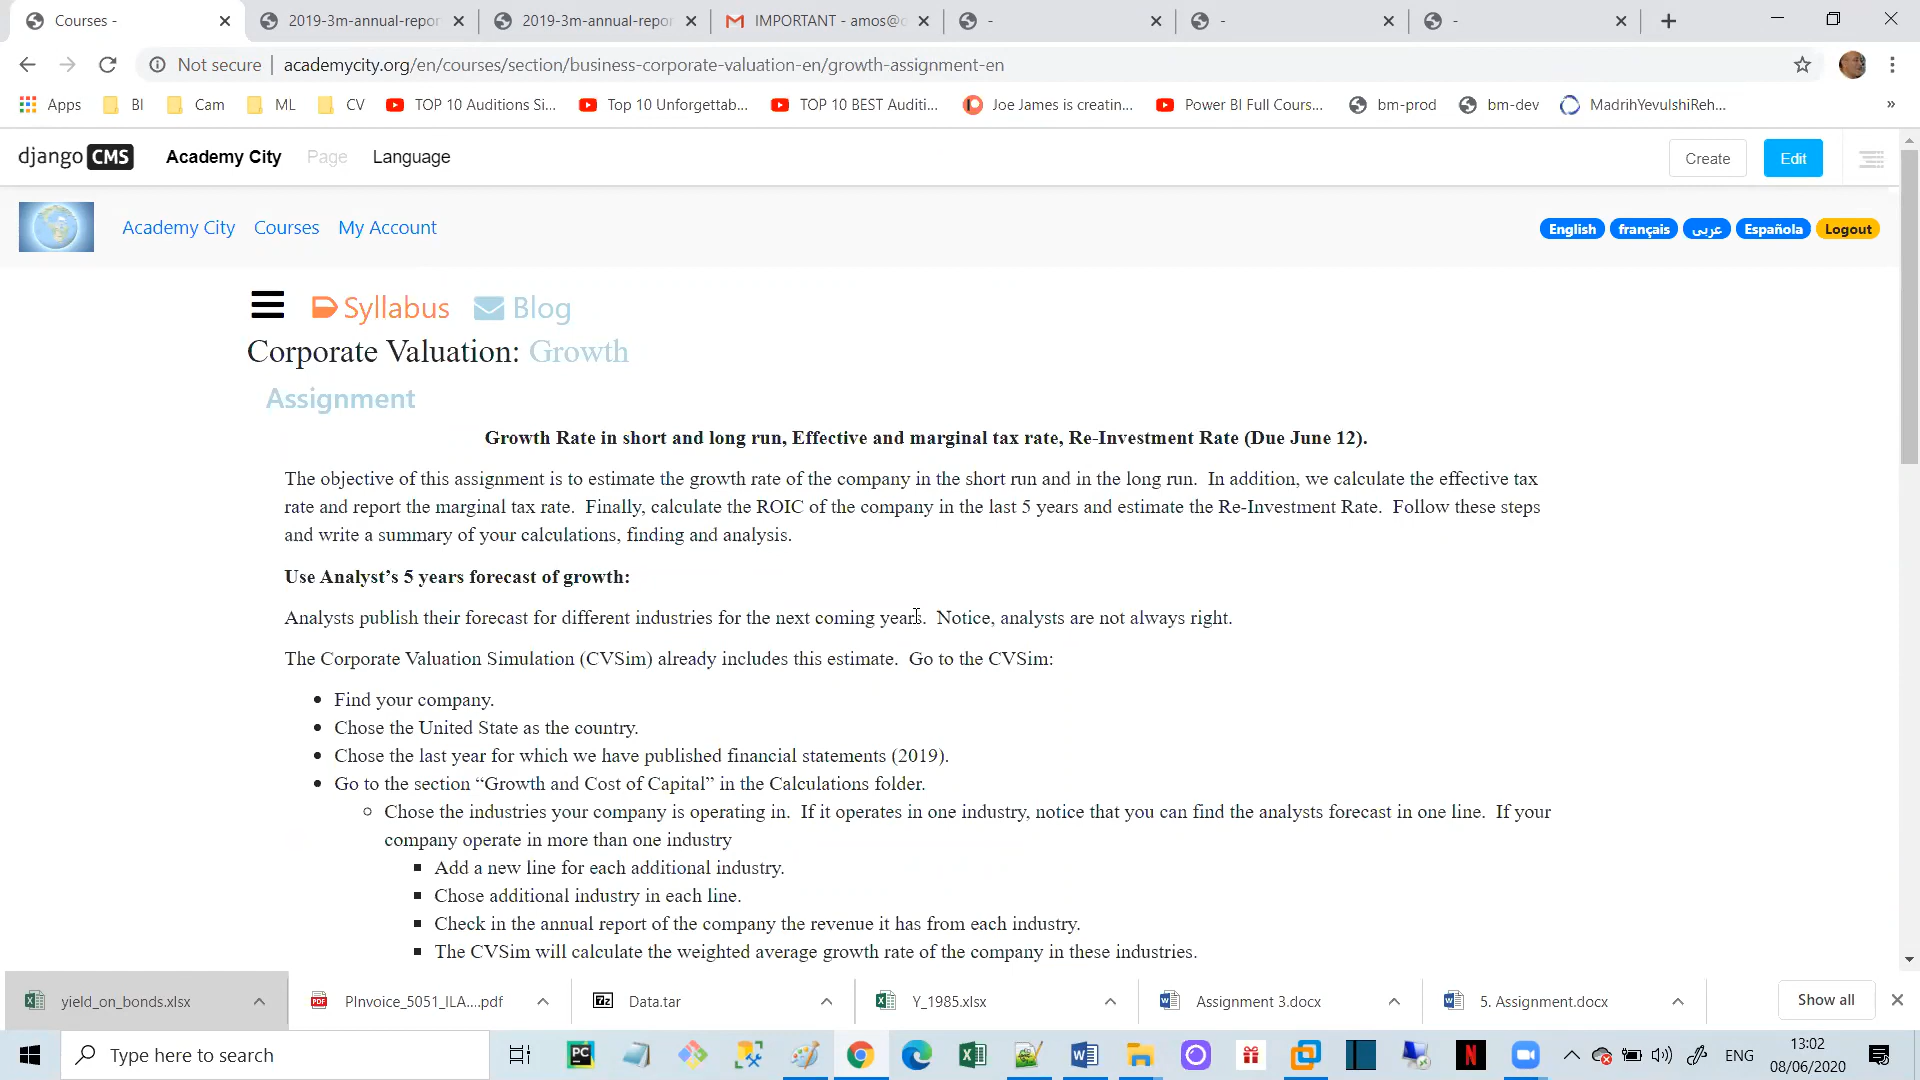 Courses -
2019-3m-annual-repor
2019-3m-annual-repor
IMPORTANT - amos@
-
-
-
Not secure | academycity.org/en/courses/section/business-corporate-valuation-en/growth-assignment-en
Apps BI Cam ML CV TOP 10 Auditions Si... Top 10 Unforgettab... TOP 10 BEST Auditi... Joe James is creatin... Power BI Full Cours... bm-prod bm-dev MadrihYevulshiReh... »
django CMS Academy City Page Language Create Edit
Academy City Courses My Account English français عربى Española Logout
Syllabus Blog
Corporate Valuation: Growth
Assignment
Growth Rate in short and long run, Effective and marginal tax rate, Re-Investment Rate (Due June 12).
The objective of this assignment is to estimate the growth rate of the company in the short run and in the long run. In addition, we calculate the effective tax
rate and report the marginal tax rate. Finally, calculate the ROIC of the company in the last 5 years and estimate the Re-Investment Rate. Follow these steps
and write a summary of your calculations, finding and analysis.
Use Analyst’s 5 years forecast of growth:
Analysts publish their forecast for different industries for the next coming years. Notice, analysts are not always right.
The Corporate Valuation Simulation (CVSim) already includes this estimate. Go to the CVSim:
Find your company.
Chose the United State as the country.
Chose the last year for which we have published financial statements (2019).
Go to the section “Growth and Cost of Capital” in the Calculations folder.
Chose the industries your company is operating in. If it operates in one industry, notice that you can find the analysts forecast in one line. If your
company operate in more than one industry
Add a new line for each additional industry.
Chose additional industry in each line.
Check in the annual report of the company the revenue it has from each industry.
The CVSim will calculate the weighted average growth rate of the company in these industries.
yield_on_bonds.xlsx PInvoice_5051_ILA....pdf Data.tar Y_1985.xlsx Assignment 3.docx 5. Assignment.docx Show all
Type here to search
ENG
13:02
08/06/2020